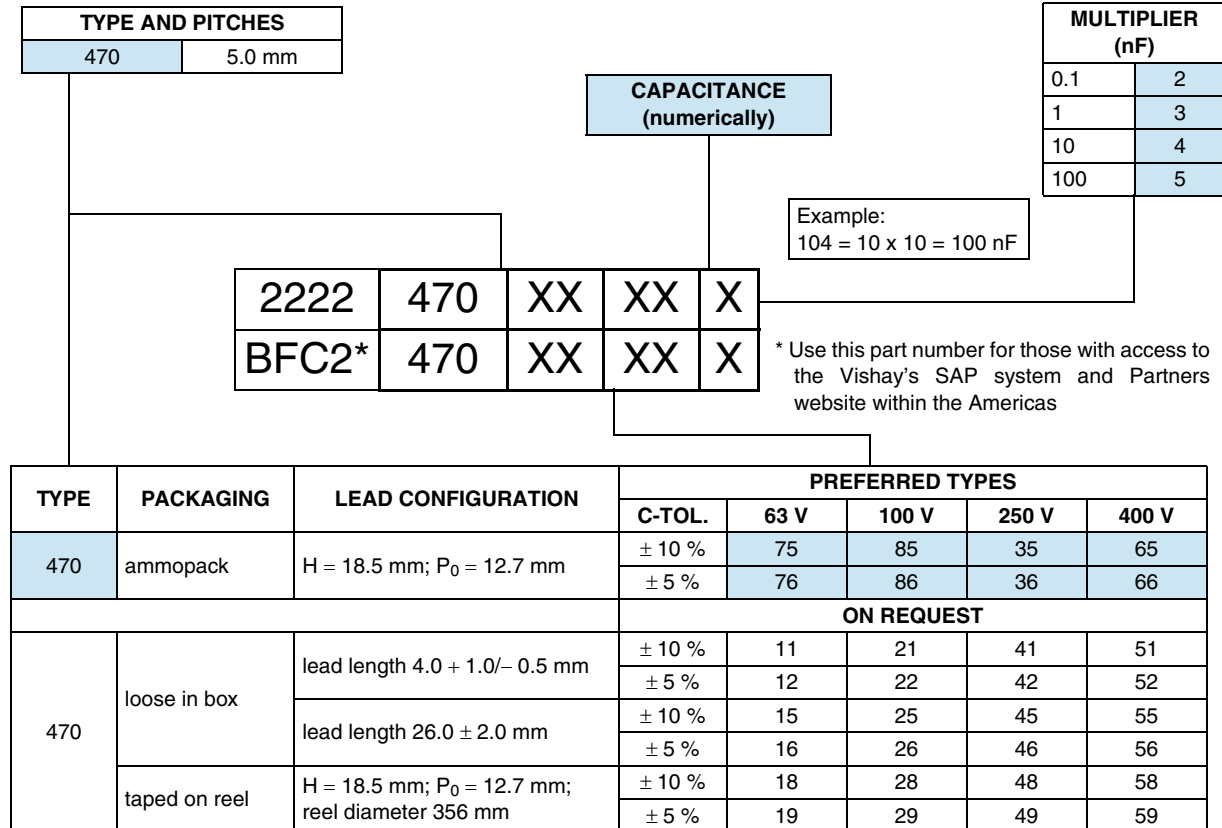 TYPE AND PITCHES
470 5.0 mm
MULTIPLIER
(nF)
0.1 2
1 3
10 4
100 5
CAPACITANCE
(numerically)
Example:
104 = 10 x 10 = 100 nF
2222 470 XX XX X
BFC2* 470 XX XX X
* Use this part number for those with access to
the Vishay's SAP system and Partners
website within the Americas
TYPE PACKAGING LEAD CONFIGURATION PREFERRED TYPES
C-TOL. 63 V 100 V 250 V 400 V
470 ammopack H = 18.5 mm; P0 = 12.7 mm ± 10 % 75 85 35 65
± 5 % 76 86 36 66
ON REQUEST
470 loose in box lead length 4.0 + 1.0/− 0.5 mm ± 10 % 11 21 41 51
± 5 % 12 22 42 52
lead length 26.0 ± 2.0 mm ± 10 % 15 25 45 55
± 5 % 16 26 46 56
taped on reel H = 18.5 mm; P0 = 12.7 mm; ± 10 % 18 28 48 58
reel diameter 356 mm ± 5 % 19 29 49 59